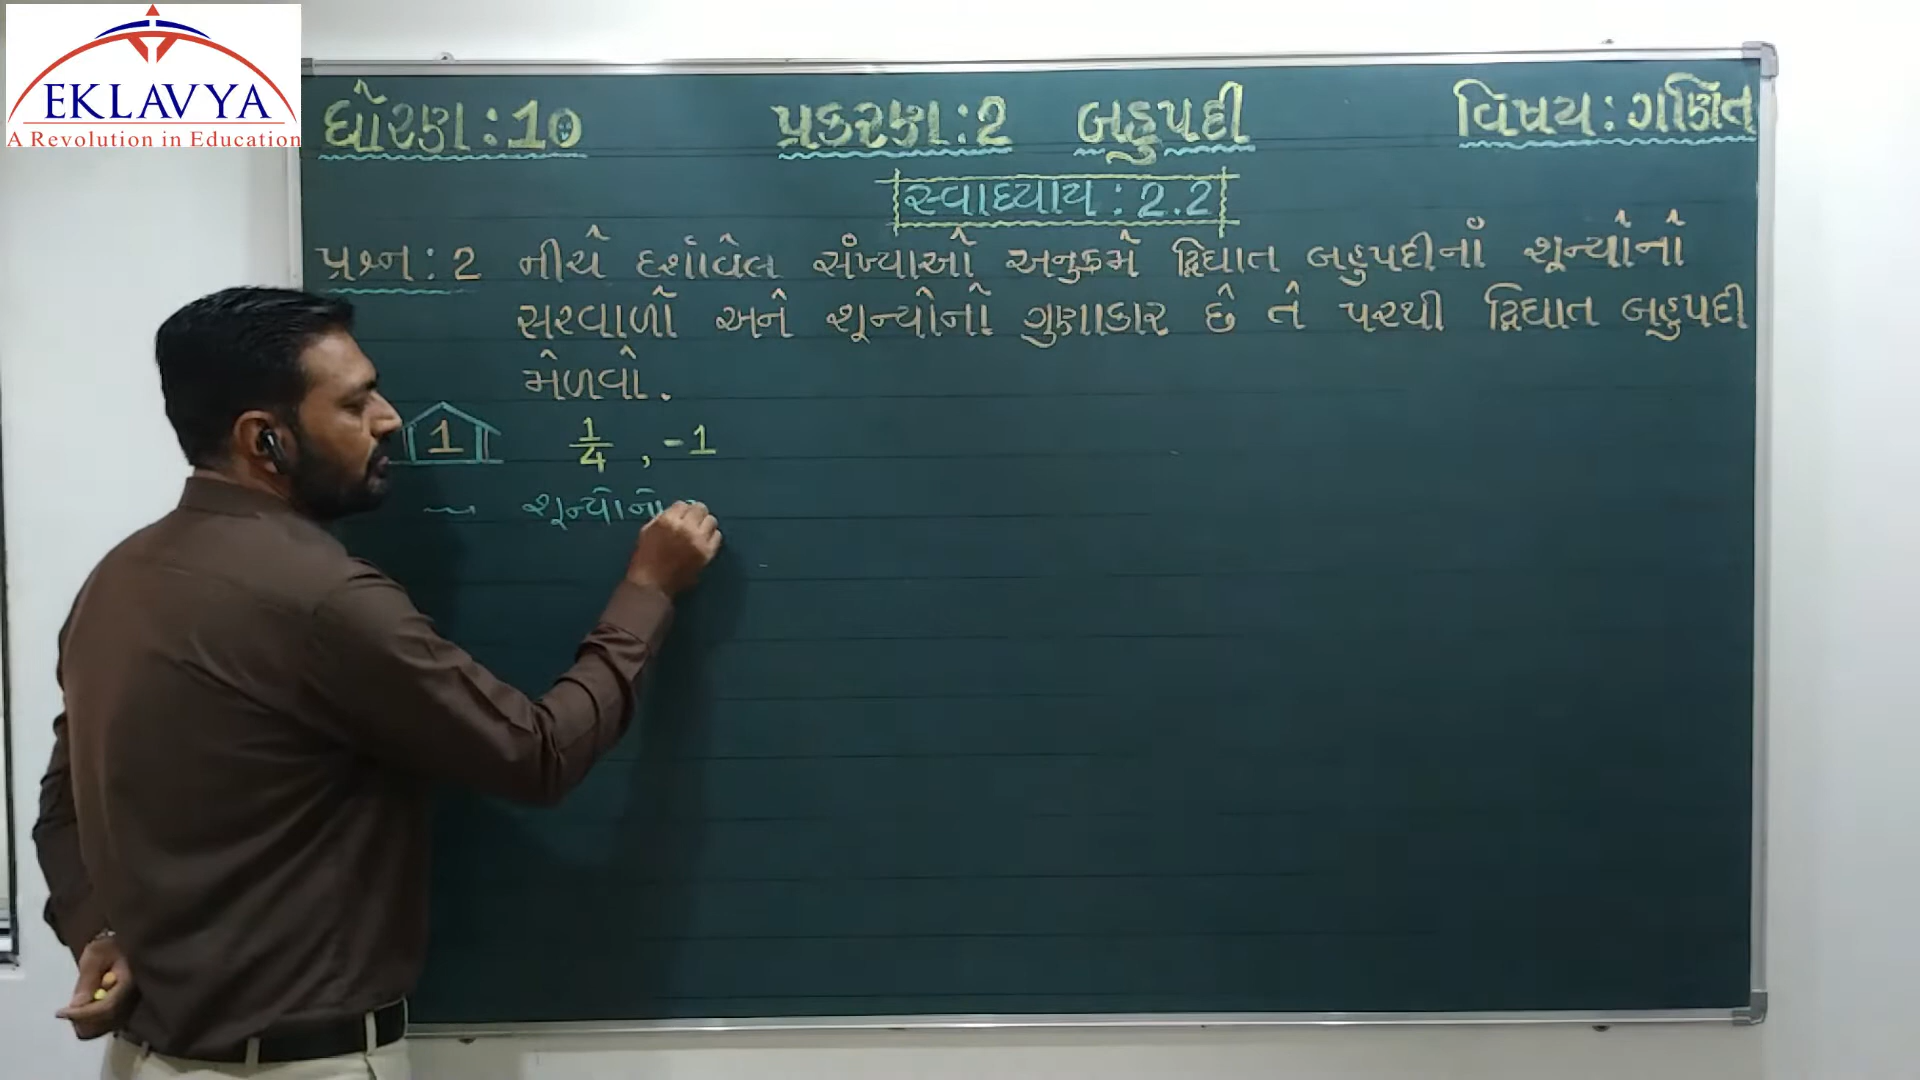 EKLAVYA
A Revolution in Education
ધોરણ : 10 પ્રકરણ : 2 બહુપદી વિષય : ગણિત
સ્વાધ્યાય : 2.2
પ્રશ્ન : 2 નીચે દર્શાવેલ સંખ્યાઓ અનુક્રમે દ્વિઘાત બહુપદીનાં શૂન્યોનો
સરવાળો અને શૂન્યોનો ગુણાકાર છે તે પરથી દ્વિઘાત બહુપદી
મેળવો.
1 1/4 , -1
શૂન્યોનો